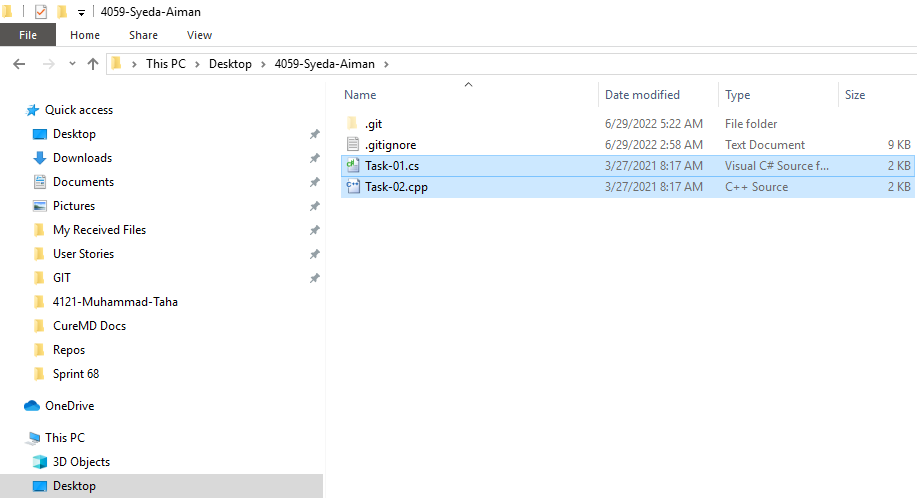 4059-Syeda-Aiman
File Home Share View
This PC Desktop 4059-Syeda-Aiman
Name Date modified Type Size
Quick access
Desktop
Downloads
Documents
Pictures
My Received Files
User Stories
GIT
4121-Muhammad-Taha
CureMD Docs
Repos
Sprint 68
OneDrive
This PC
3D Objects
Desktop
.git 6/29/2022 5:22 AM File folder
.gitignore 6/29/2022 2:58 AM Text Document 9 KB
Task-01.cs 3/27/2021 8:17 AM Visual C# Source f... 2 KB
Task-02.cpp 3/27/2021 8:17 AM C++ Source 2 KB